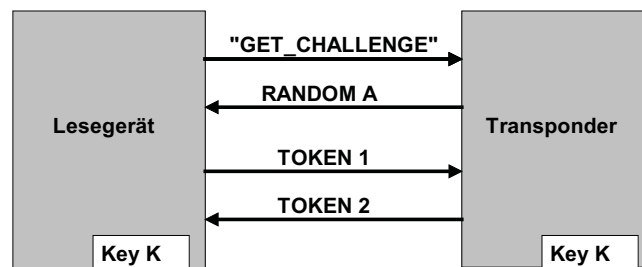 "GET_CHALLENGE"
RANDOM A
Lesegerät
Transponder
TOKEN 1
TOKEN 2
Key K
Key K